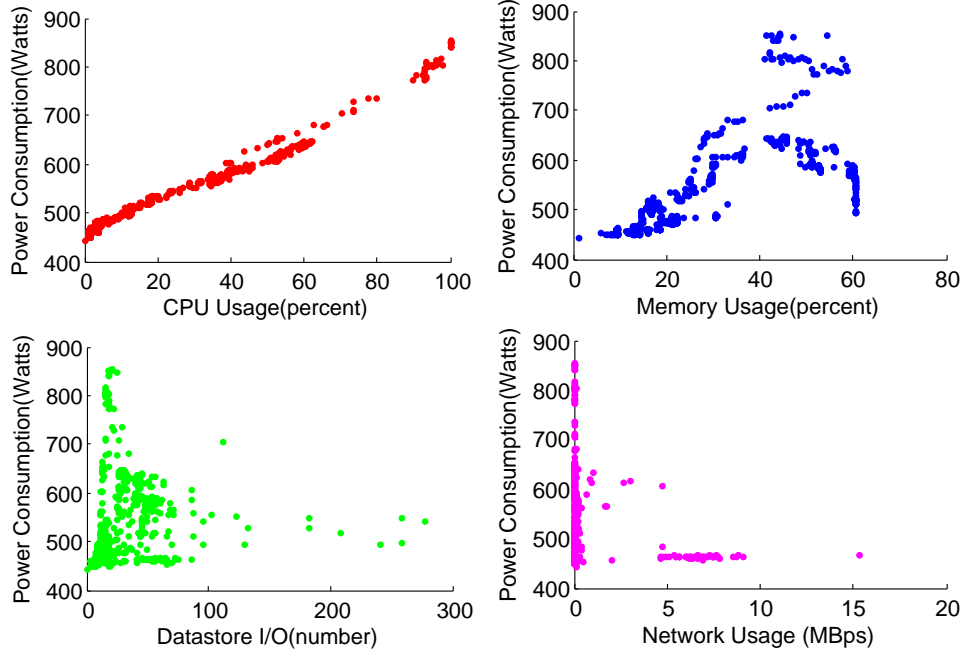 900
800
700
600
500
400
Power Consumption(Watts)
0 20 40 60 80 100
CPU Usage(percent)
900
800
700
600
500
400
Power Consumption(Watts)
0 20 40 60 80
Memory Usage(percent)
900
800
700
600
500
400
Power Consumption(Watts)
0 100 200 300
Datastore I/O(number)
900
800
700
600
500
400
Power Consumption(Watts)
0 5 10 15 20
Network Usage (MBps)